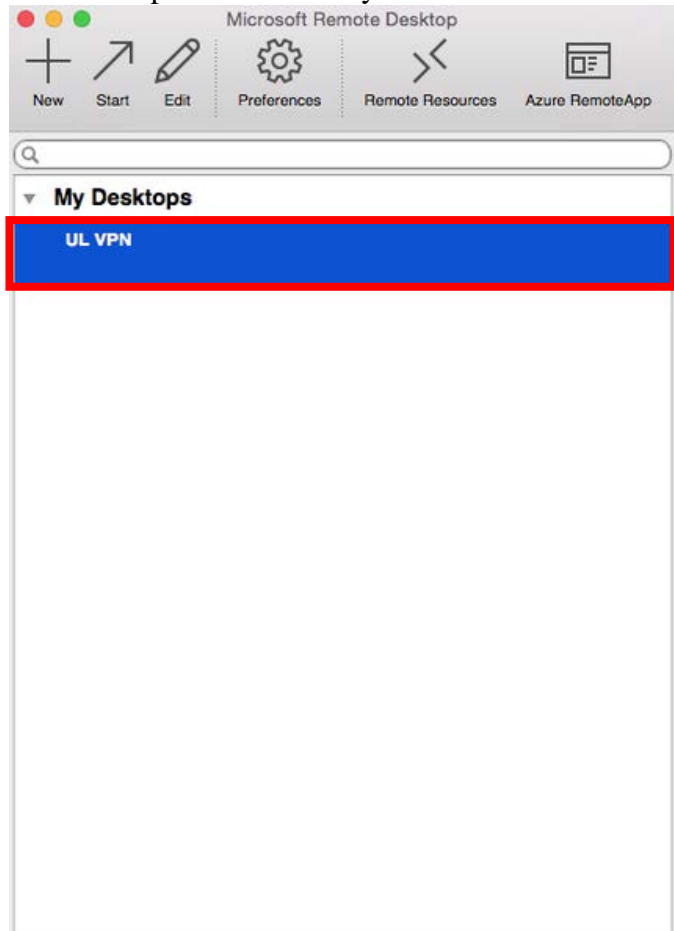 Microsoft Remote Desktop
New Start Edit Preferences Remote Resources Azure RemoteApp
My Desktops
UL VPN